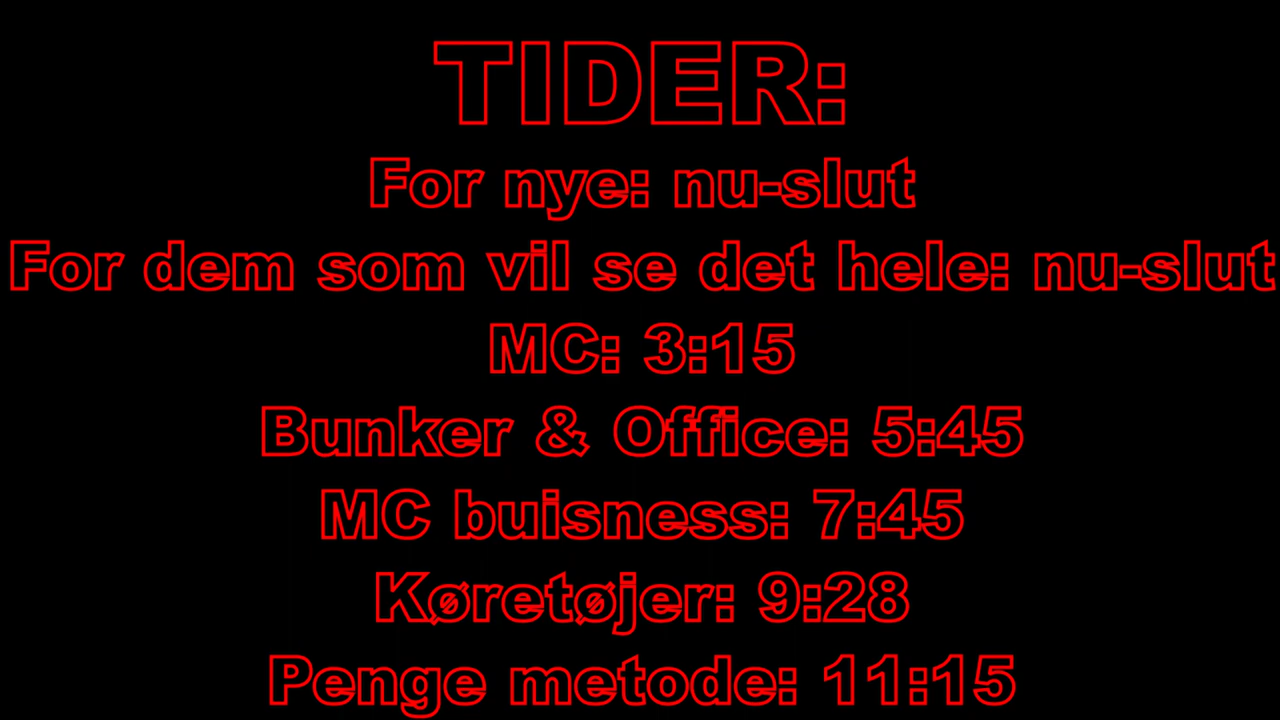 TIDER:
For nye: nu-slut
For dem som vil se det hele: nu-slut
MC: 3:15
Bunker & Office: 5:45
MC buisness: 7:45
Køretøjer: 9:28
Penge metode: 11:15